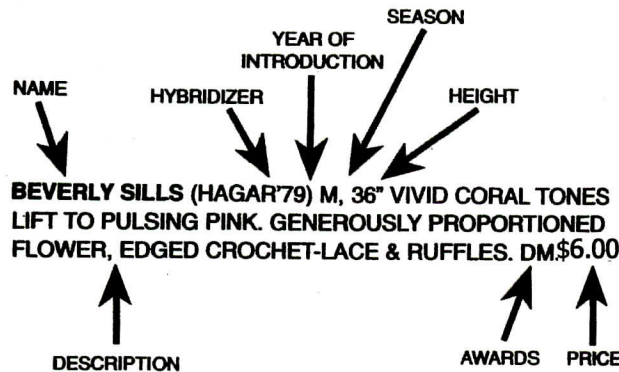 SEASON
YEAR OF
INTRODUCTION
NAME
HYBRIDIZER
HEIGHT
BEVERLY SILLS (HAGAR'79) M, 36" VIVID CORAL TONES
LIFT TO PULSING PINK. GENEROUSLY PROPORTIONED
FLOWER, EDGED CROCHET-LACE & RUFFLES. DM.$6.00
DESCRIPTION
AWARDS
PRICE